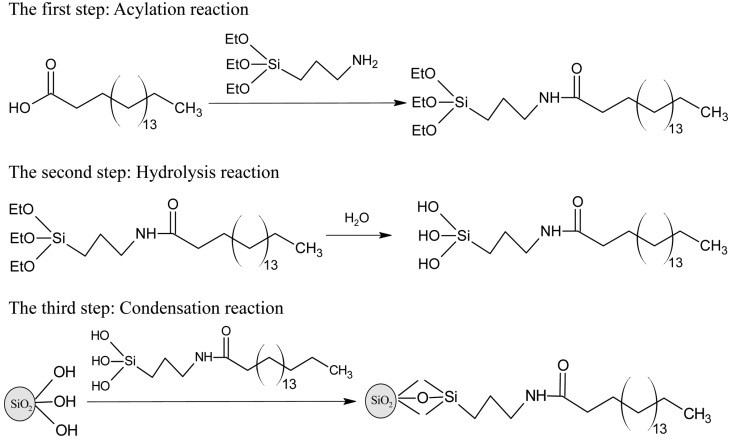 The first step: Acylation reaction
EtO
EtO Si NH2
EtO
O
HO CH3
13
EtO
EtO Si NH
EtO
O
CH3
13
The second step: Hydrolysis reaction
EtO
EtO Si NH
EtO
O
CH3
13
H2O
HO
HO Si NH
HO
O
CH3
13
The third step: Condensation reaction
OH
SiO2 OH
OH
HO
HO Si NH
HO
O
CH3
13
SiO2 O Si NH
O
CH3
13